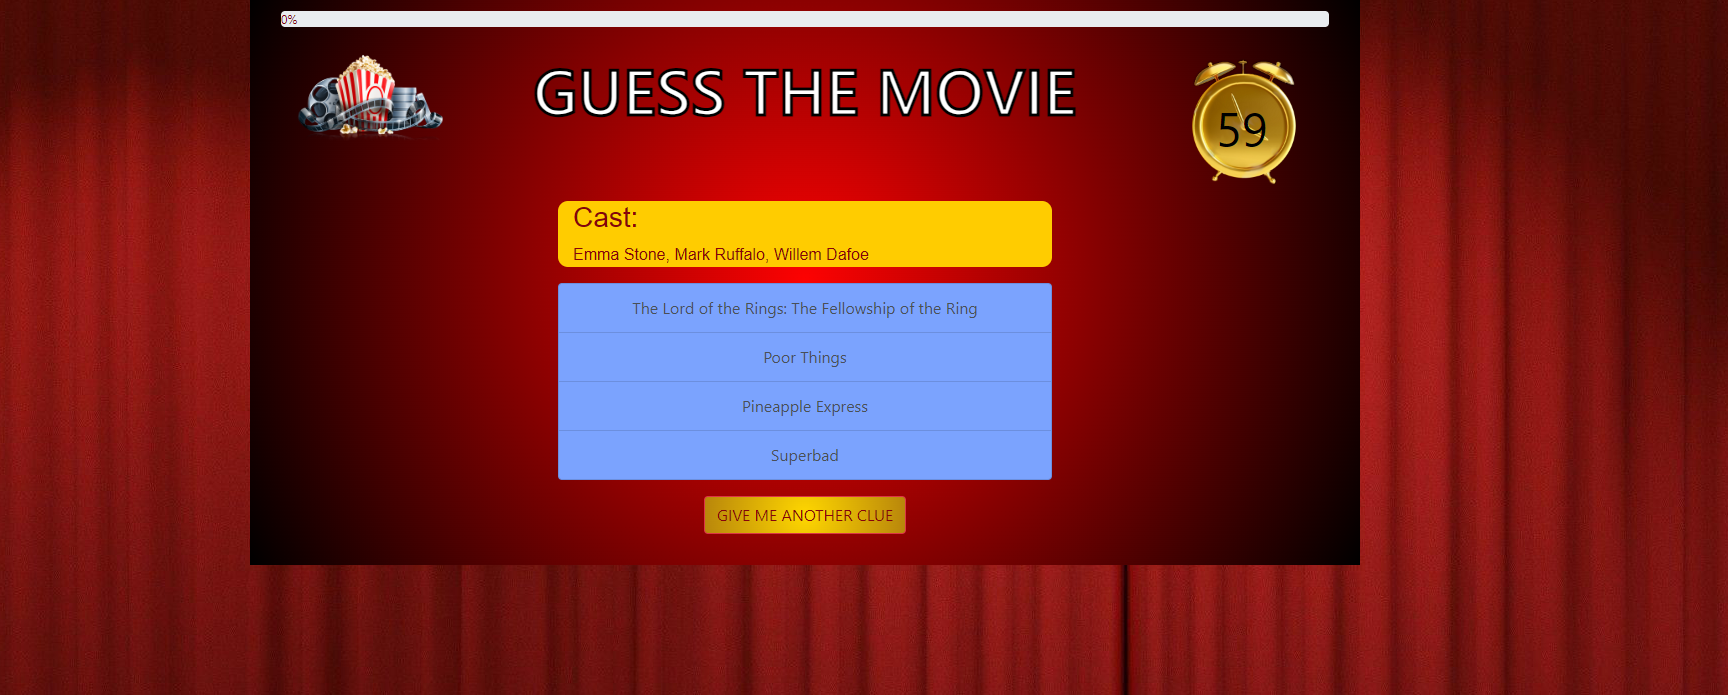 0%
GUESS THE MOVIE
59
Cast:
Emma Stone, Mark Ruffalo, Willem Dafoe
The Lord of the Rings: The Fellowship of the Ring
Poor Things
Pineapple Express
Superbad
GIVE ME ANOTHER CLUE